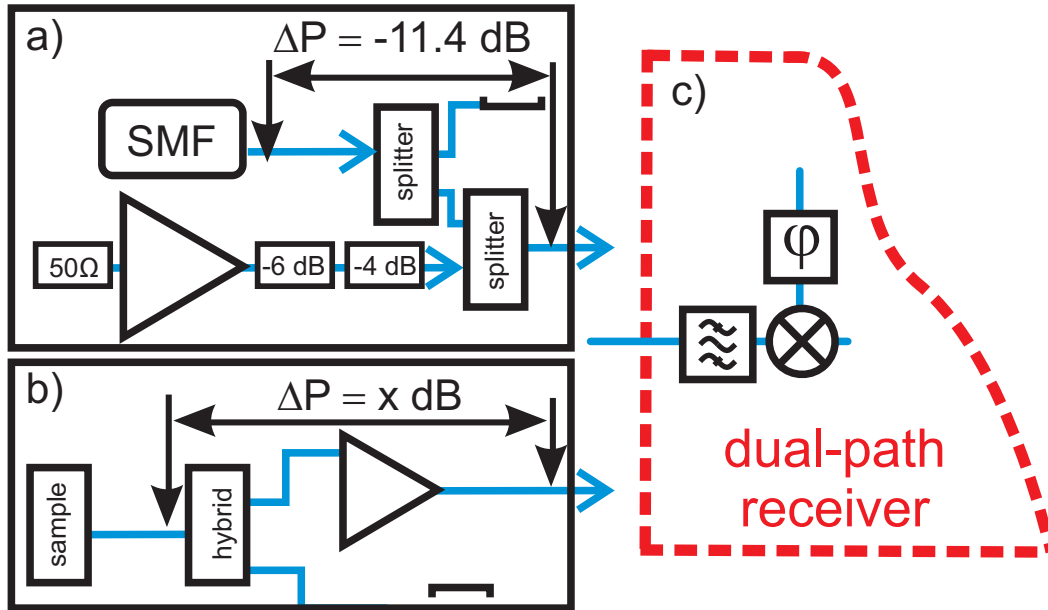 a)
ΔP = -11.4 dB
SMF
splitter
splitter
50Ω
-6 dB
-4 dB
b)
ΔP = x dB
sample
hybrid
c)
φ
dual-path
receiver